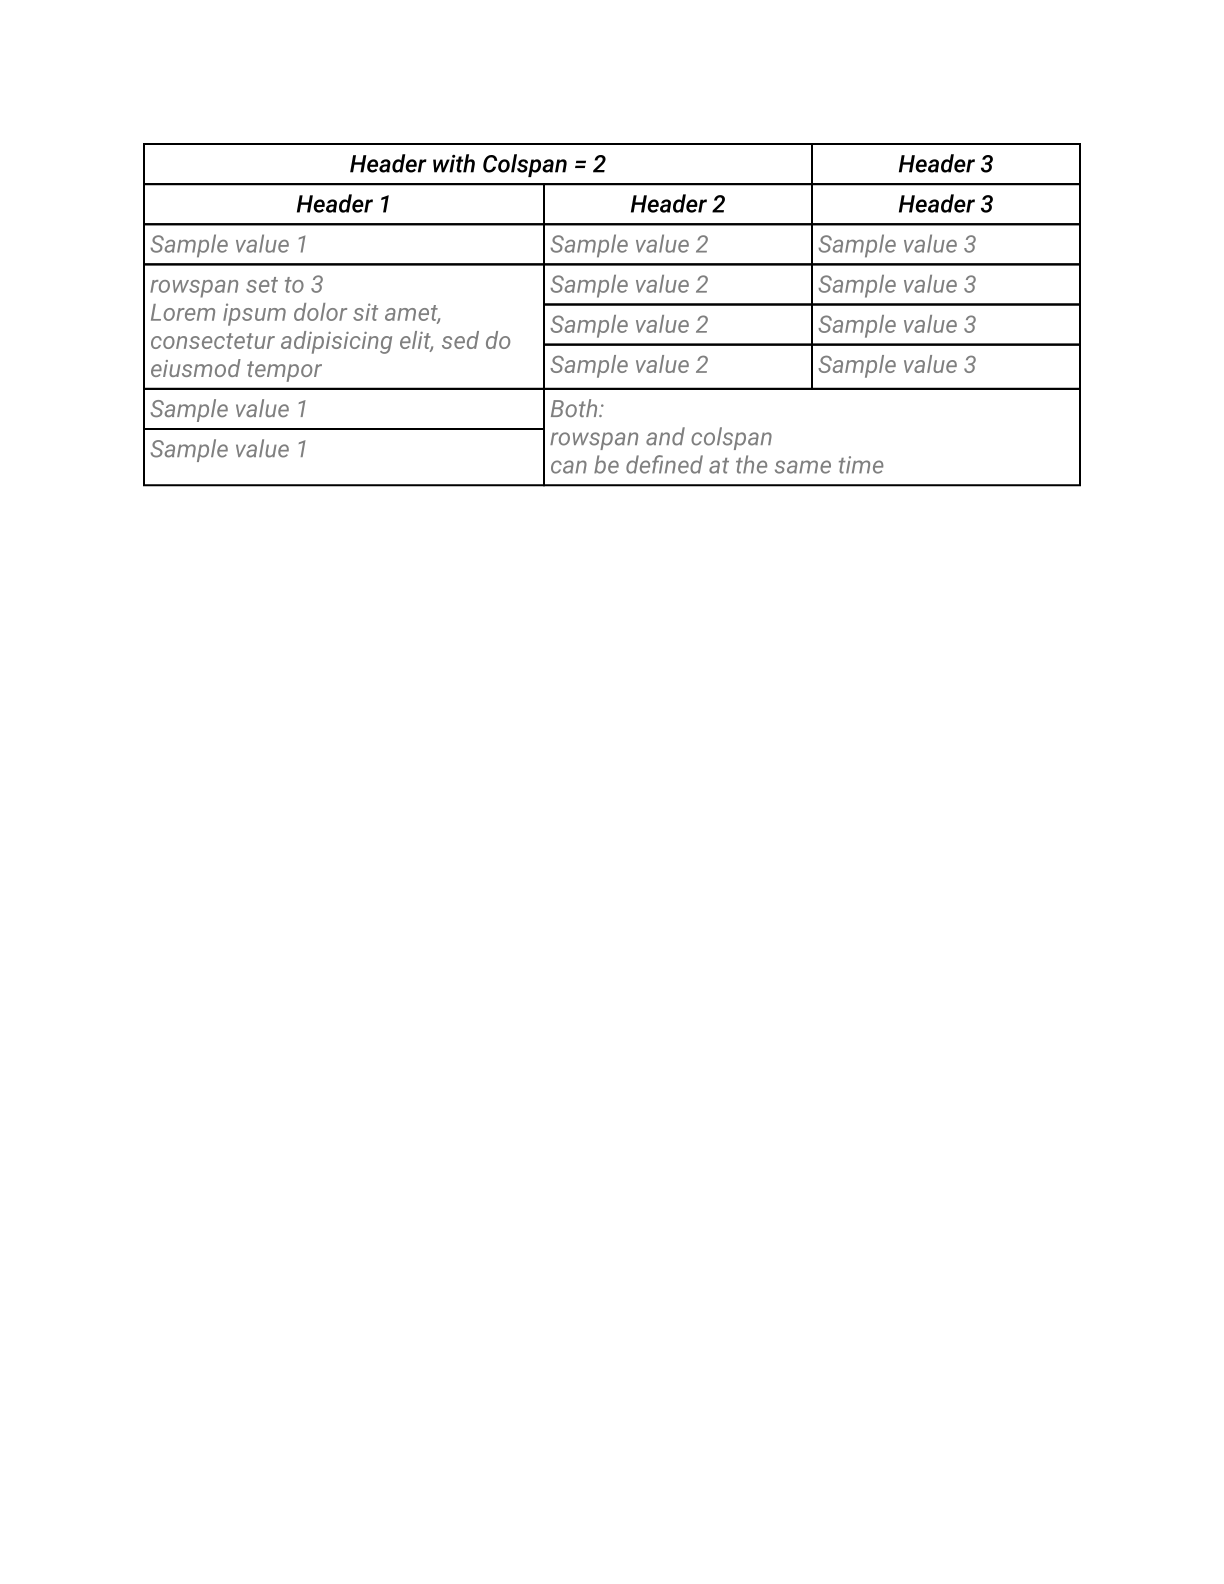 Header with Colspan = 2 Header 3
Header 1 Header 2 Header 3
Sample value 1 Sample value 2 Sample value 3
rowspan set to 3
Lorem ipsum dolor sit amet,
consectetur adipisicing elit, sed do
eiusmod tempor
Sample value 2 Sample value 3
Sample value 2 Sample value 3
Sample value 2 Sample value 3
Sample value 1
Both:
rowspan and colspan
can be defined at the same time
Sample value 1